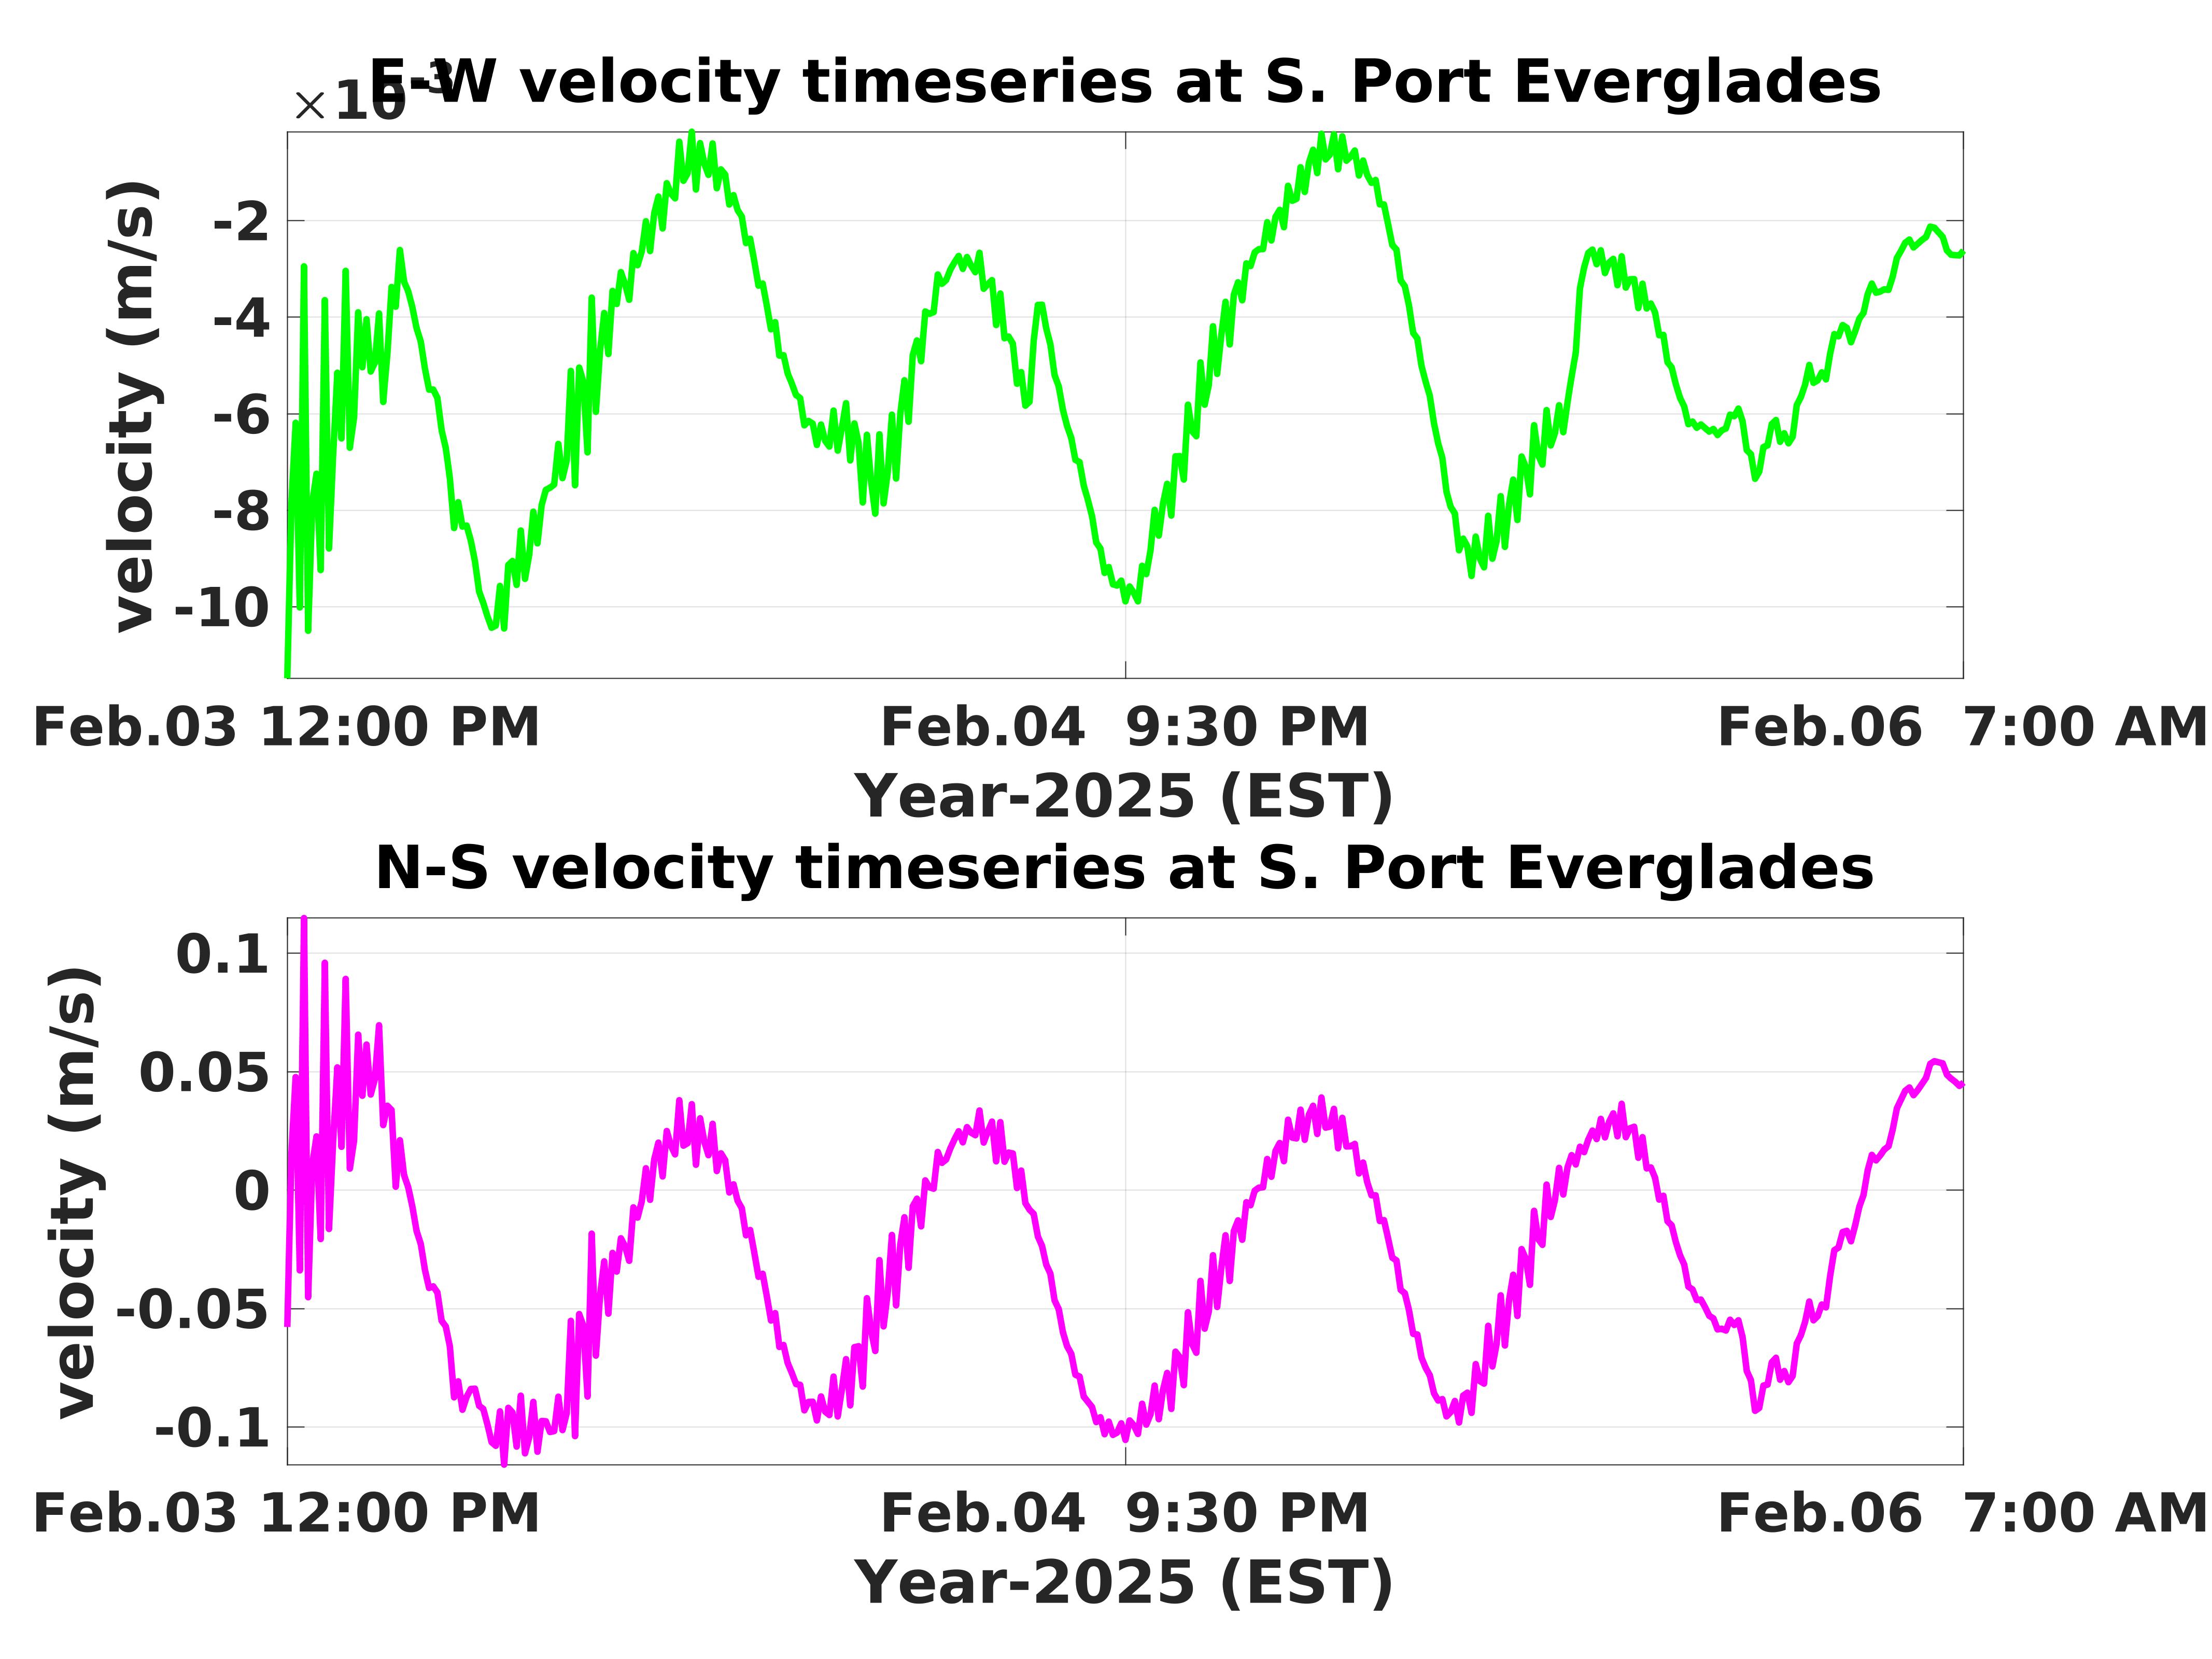 E-W velocity timeseries at S. Port Everglades
×10-3
velocity (m/s)
-2
-4
-6
-8
-10
Feb.03 12:00 PM Feb.04 9:30 PM Feb.06 7:00 AM
Year-2025 (EST)
N-S velocity timeseries at S. Port Everglades
velocity (m/s)
0.1
0.05
0
-0.05
-0.1
Feb.03 12:00 PM Feb.04 9:30 PM Feb.06 7:00 AM
Year-2025 (EST)